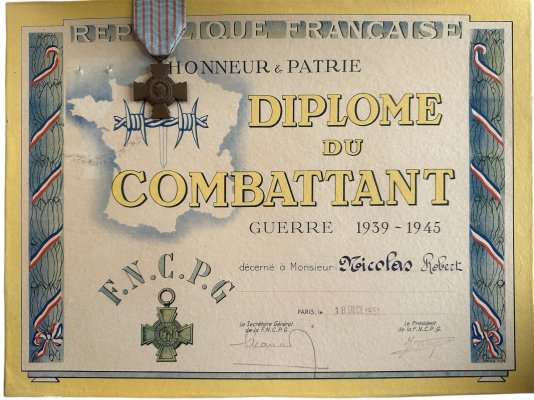 REPUBLIQUE FRANÇAISE
HONNEUR & PATRIE
DIPLOME
DU
COMBATTANT
GUERRE 1939~1945
décerné à Monsieur Nicolas Robert
F.N.C.P.G
PARIS, le 18 DEC 1951
Le Secrétaire Général
de la F.N.C.P.G.
Le Président
de la F.N.C.P.G.